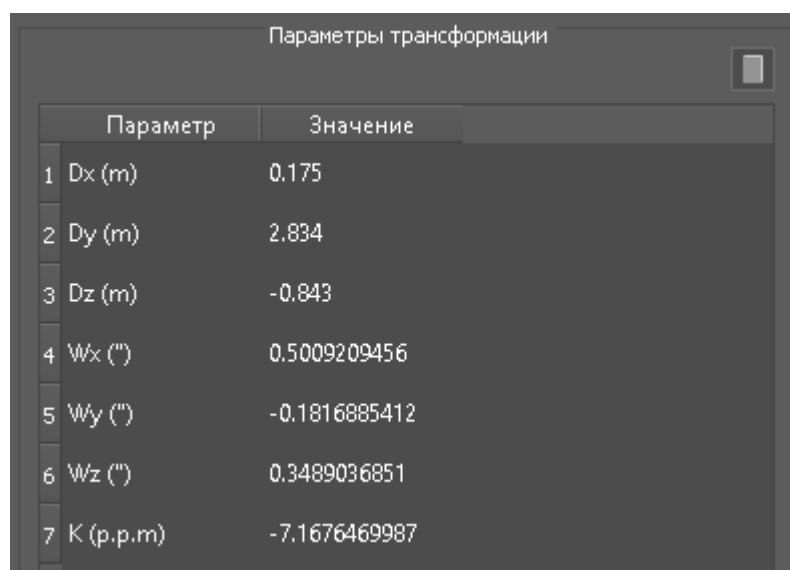 Параметры трансформации
Параметр Значение
1 Dx (m) 0.175
2 Dy (m) 2.834
3 Dz (m) -0.843
4 Wx (") 0.5009209456
5 Wy (") -0.1816885412
6 Wz (") 0.3489036851
7 K (p.p.m) -7.1676469987